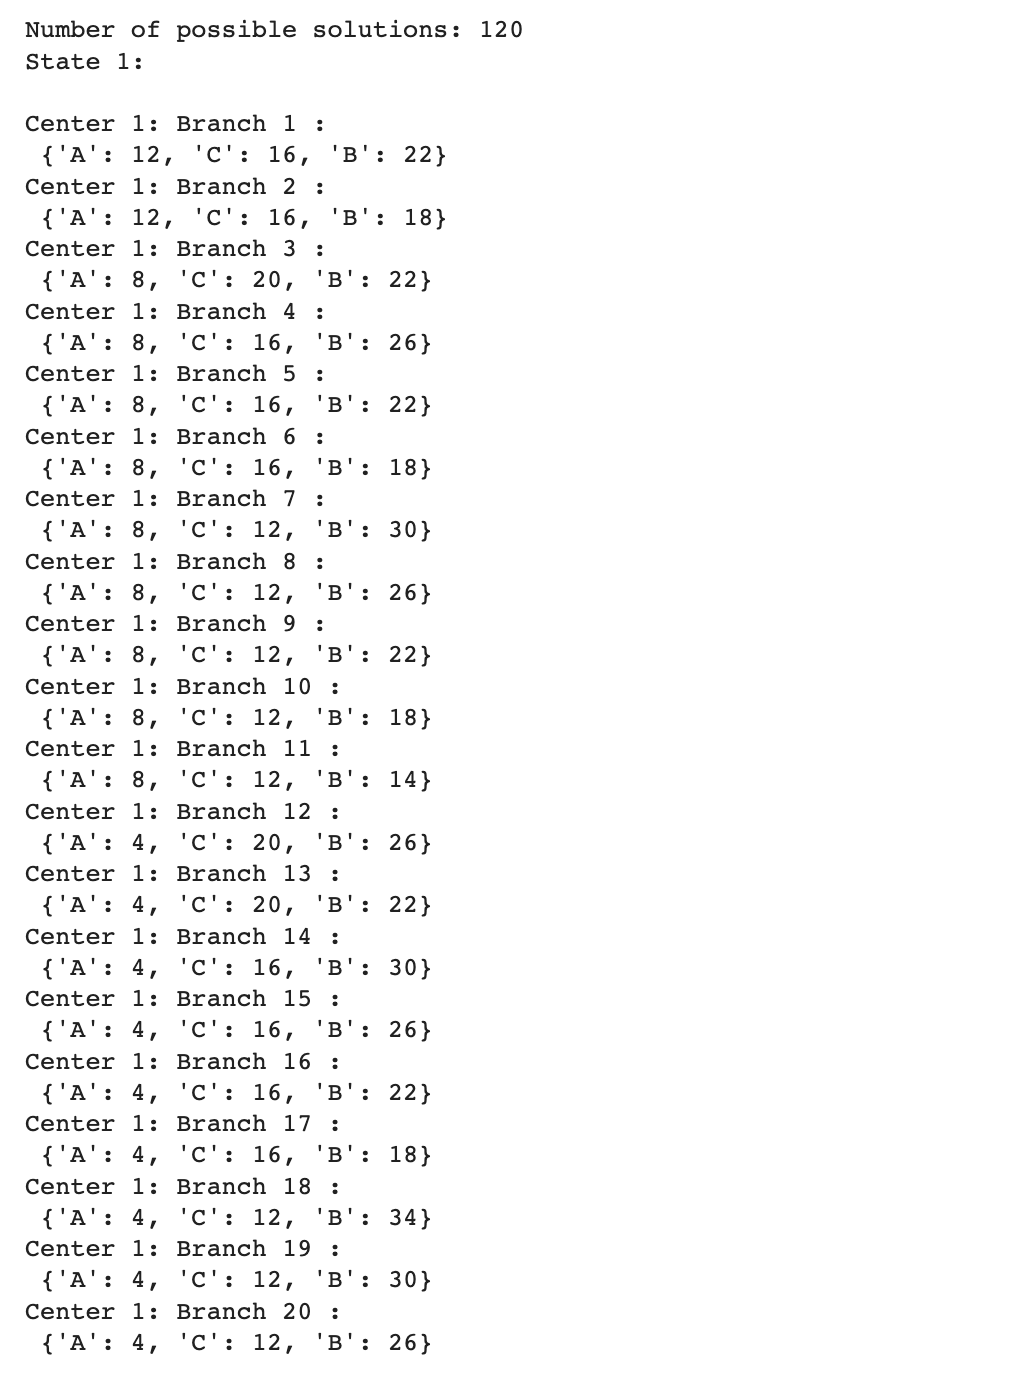 Number of possible solutions: 120
State 1:
Center 1: Branch 1 :
{'A': 12, 'C': 16, 'B': 22}
Center 1: Branch 2 :
{'A': 12, 'C': 16, 'B': 18}
Center 1: Branch 3 :
{'A': 8, 'C': 20, 'B': 22}
Center 1: Branch 4 :
{'A': 8, 'C': 16, 'B': 26}
Center 1: Branch 5 :
{'A': 8, 'C': 16, 'B': 22}
Center 1: Branch 6 :
{'A': 8, 'C': 16, 'B': 18}
Center 1: Branch 7 :
{'A': 8, 'C': 12, 'B': 30}
Center 1: Branch 8 :
{'A': 8, 'C': 12, 'B': 26}
Center 1: Branch 9 :
{'A': 8, 'C': 12, 'B': 22}
Center 1: Branch 10 :
{'A': 8, 'C': 12, 'B': 18}
Center 1: Branch 11 :
{'A': 8, 'C': 12, 'B': 14}
Center 1: Branch 12 :
{'A': 4, 'C': 20, 'B': 26}
Center 1: Branch 13 :
{'A': 4, 'C': 20, 'B': 22}
Center 1: Branch 14 :
{'A': 4, 'C': 16, 'B': 30}
Center 1: Branch 15 :
{'A': 4, 'C': 16, 'B': 26}
Center 1: Branch 16 :
{'A': 4, 'C': 16, 'B': 22}
Center 1: Branch 17 :
{'A': 4, 'C': 16, 'B': 18}
Center 1: Branch 18 :
{'A': 4, 'C': 12, 'B': 34}
Center 1: Branch 19 :
{'A': 4, 'C': 12, 'B': 30}
Center 1: Branch 20 :
{'A': 4, 'C': 12, 'B': 26}